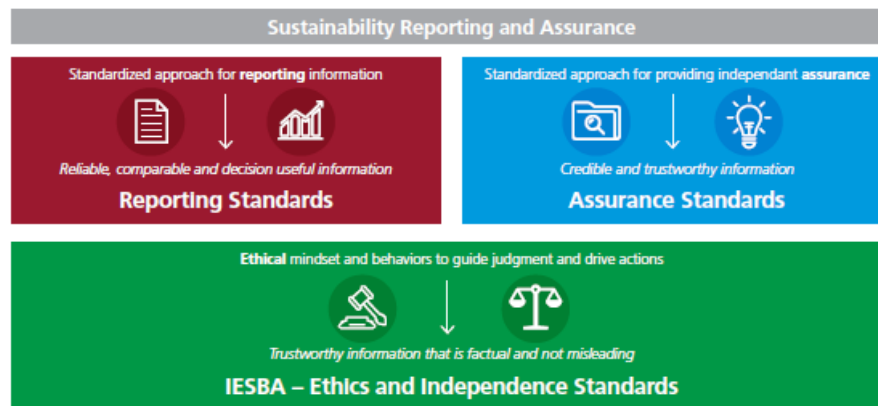 Sustainability Reporting and Assurance
Standardized approach for reporting information
Reliable, comparable and decision useful information
Reporting Standards
Standardized approach for providing independant assurance
Credible and trustworthy information
Assurance Standards
Ethical mindset and behaviors to guide judgment and drive actions
Trustworthy information that is factual and not misleading
IESBA – Ethics and Independence Standards